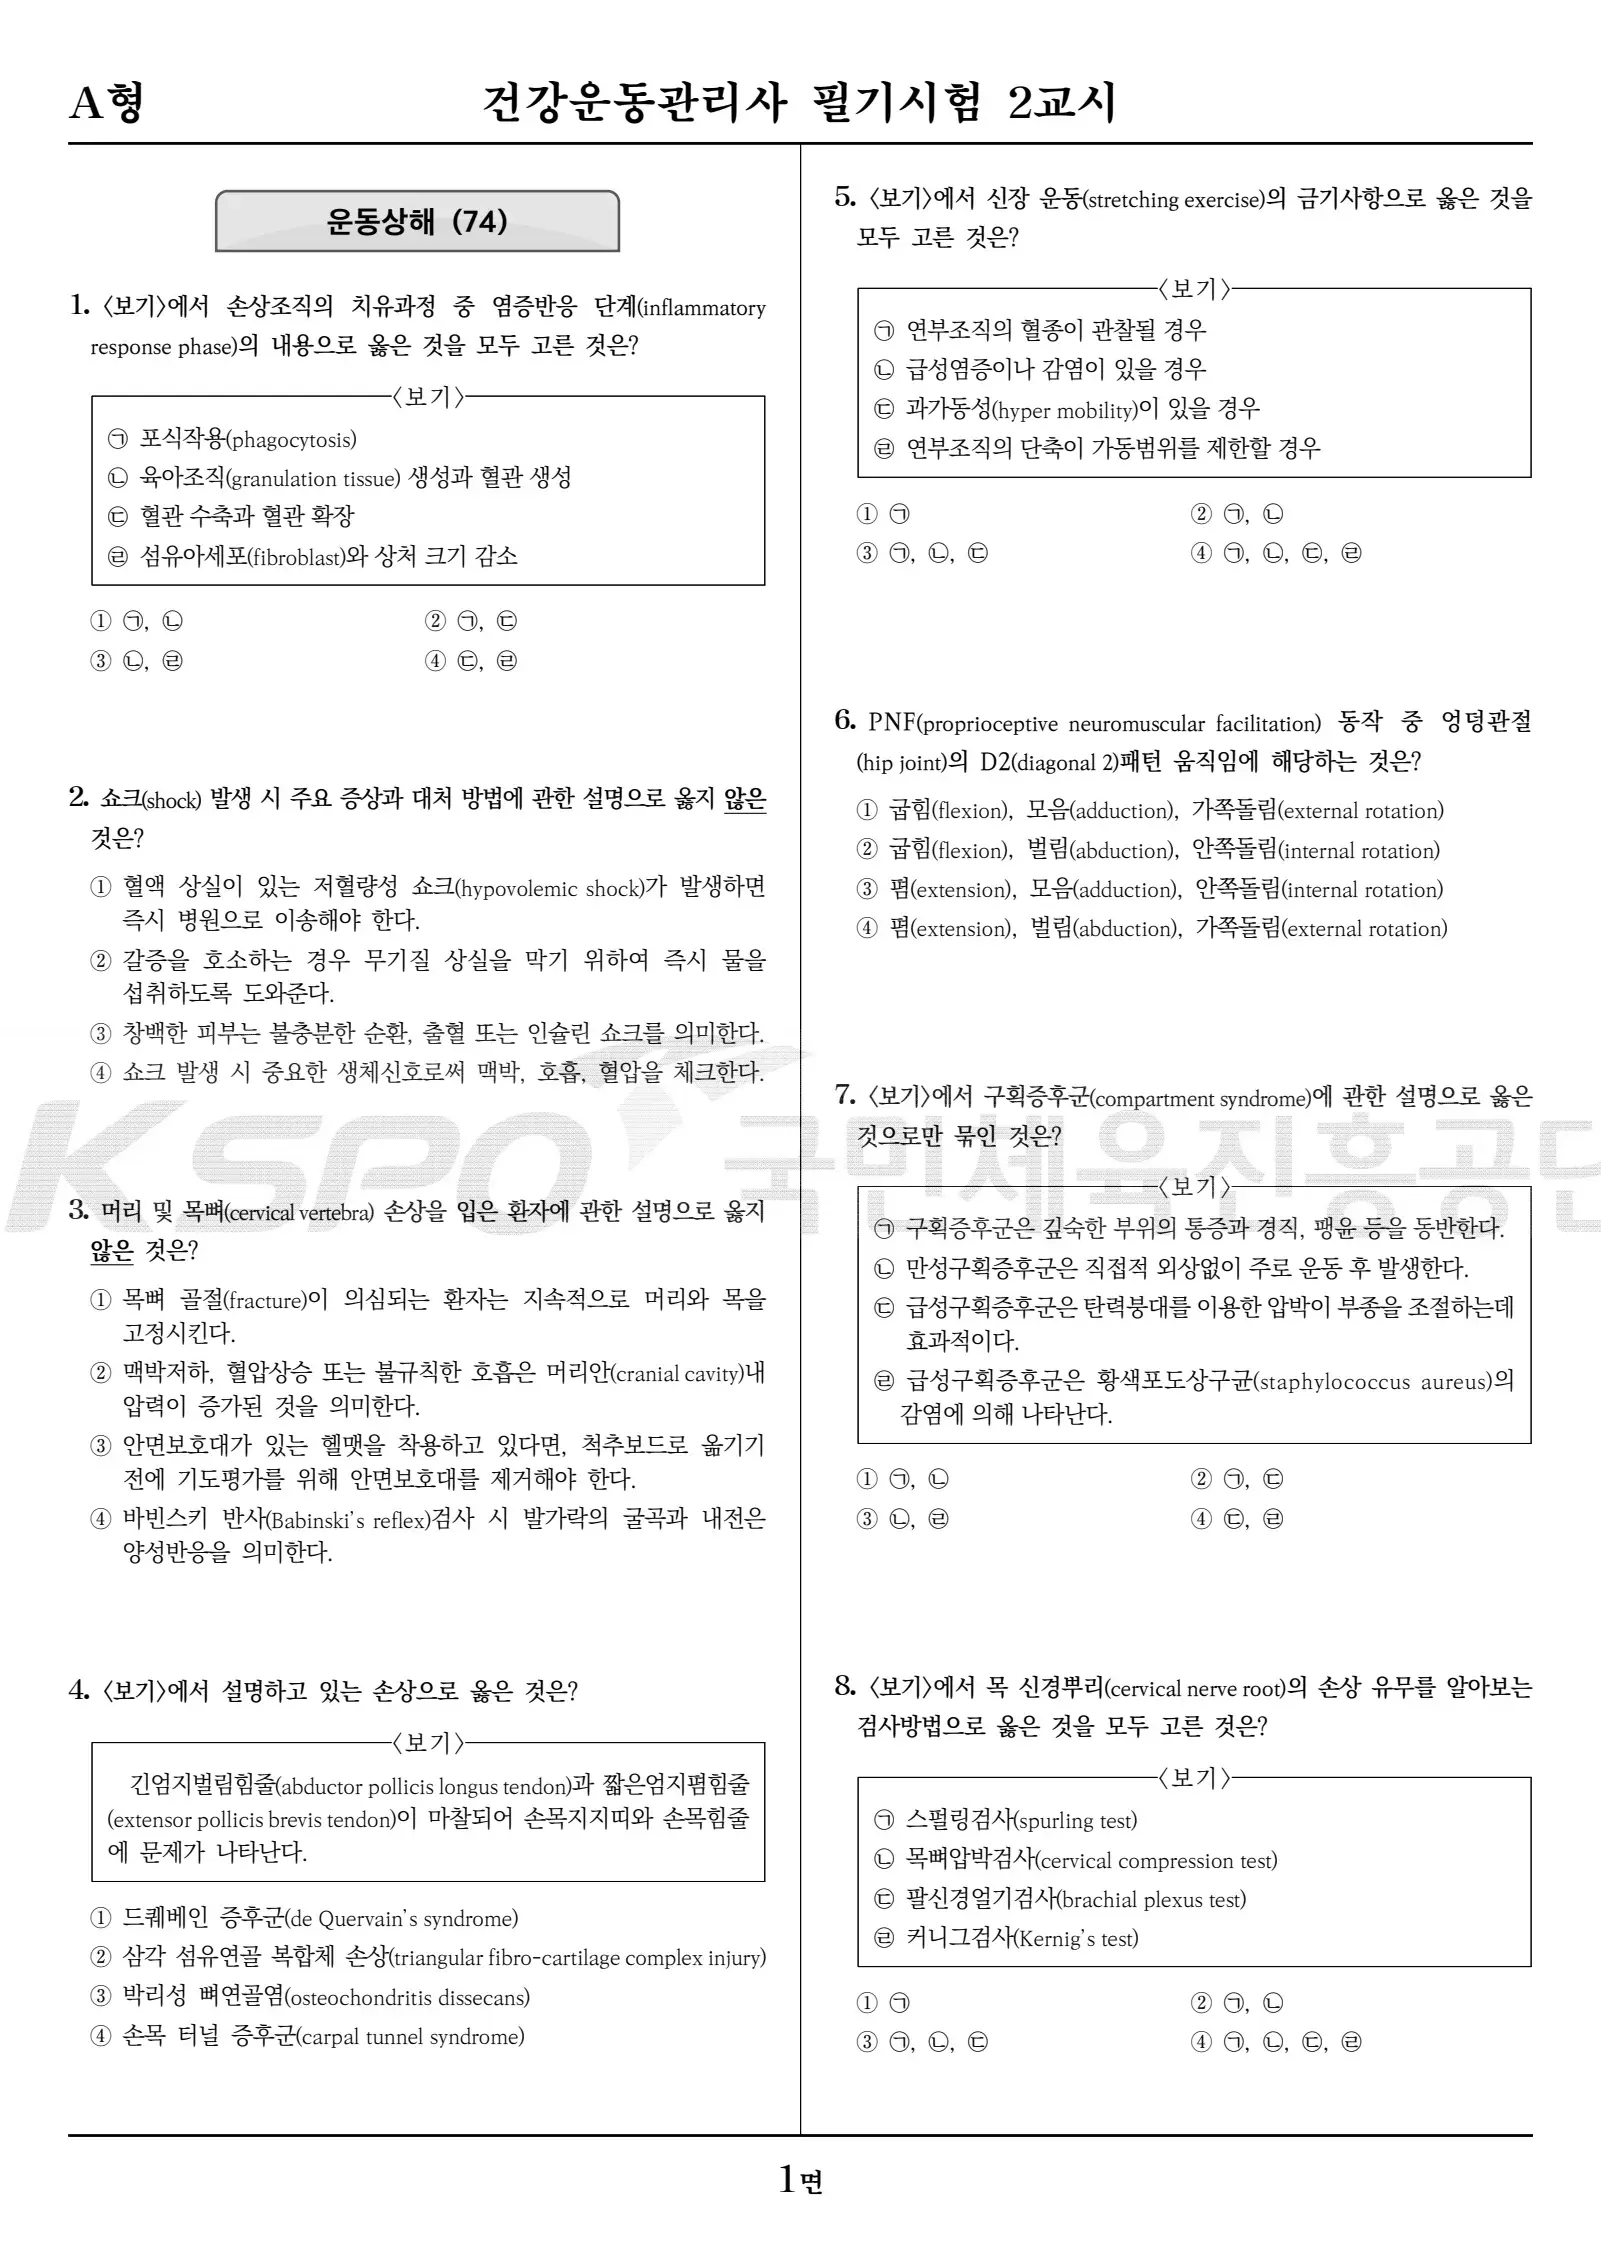 A형
건강운동관리사 필기시험 2교시
운동상해 (74)
1. 〈보기〉에서 손상조직의 치유과정 중 염증반응 단계(inflammatory
response phase)의 내용으로 옳은 것을 모두 고른 것은?
〈보기〉
㉠ 포식작용(phagocytosis)
㉡ 육아조직(granulation tissue) 생성과 혈관 생성
㉢ 혈관 수축과 혈관 확장
㉣ 섬유아세포(fibroblast)와 상처 크기 감소
① ㉠, ㉡ ② ㉠, ㉢
③ ㉡, ㉣ ④ ㉢, ㉣
2. 쇼크(shock) 발생 시 주요 증상과 대처 방법에 관한 설명으로 옳지 않은
것은?
① 혈액 상실이 있는 저혈량성 쇼크(hypovolemic shock)가 발생하면
즉시 병원으로 이송해야 한다.
② 갈증을 호소하는 경우 무기질 상실을 막기 위하여 즉시 물을
섭취하도록 도와준다.
③ 창백한 피부는 불충분한 순환, 출혈 또는 인슐린 쇼크를 의미한다.
④ 쇼크 발생 시 중요한 생체신호로써 맥박, 호흡, 혈압을 체크한다.
3. 머리 및 목뼈(cervical vertebra) 손상을 입은 환자에 관한 설명으로 옳지
않은 것은?
① 목뼈 골절(fracture)이 의심되는 환자는 지속적으로 머리와 목을
고정시킨다.
② 맥박저하, 혈압상승 또는 불규칙한 호흡은 머리안(cranial cavity)내
압력이 증가된 것을 의미한다.
③ 안면보호대가 있는 헬멧을 착용하고 있다면, 척추보드로 옮기기
전에 기도평가를 위해 안면보호대를 제거해야 한다.
④ 바빈스키 반사(Babinski's reflex)검사 시 발가락의 굴곡과 내전은
양성반응을 의미한다.
4. 〈보기〉에서 설명하고 있는 손상으로 옳은 것은?
〈보기〉
긴엄지벌림힘줄(abductor pollicis longus tendon)과 짧은엄지폄힘줄
(extensor pollicis brevis tendon)이 마찰되어 손목지지띠와 손목힘줄
에 문제가 나타난다.
① 드퀘베인 증후군(de Quervain's syndrome)
② 삼각 섬유연골 복합체 손상(triangular fibro-cartilage complex injury)
③ 박리성 뼈연골염(osteochondritis dissecans)
④ 손목 터널 증후군(carpal tunnel syndrome)
5. 〈보기〉에서 신장 운동(stretching exercise)의 금기사항으로 옳은 것을
모두 고른 것은?
〈보기〉
㉠ 연부조직의 혈종이 관찰될 경우
㉡ 급성염증이나 감염이 있을 경우
㉢ 과가동성(hyper mobility)이 있을 경우
㉣ 연부조직의 단축이 가동범위를 제한할 경우
① ㉠ ② ㉠, ㉡
③ ㉠, ㉡, ㉢ ④ ㉠, ㉡, ㉢, ㉣
6. PNF(proprioceptive neuromuscular facilitation) 동작 중 엉덩관절
(hip joint)의 D2(diagonal 2)패턴 움직임에 해당하는 것은?
① 굽힘(flexion), 모음(adduction), 가쪽돌림(external rotation)
② 굽힘(flexion), 벌림(abduction), 안쪽돌림(internal rotation)
③ 폄(extension), 모음(adduction), 안쪽돌림(internal rotation)
④ 폄(extension), 벌림(abduction), 가쪽돌림(external rotation)
7. 〈보기〉에서 구획증후군(compartment syndrome)에 관한 설명으로 옳은
것으로만 묶인 것은?
〈보기〉
㉠ 구획증후군은 깊숙한 부위의 통증과 경직, 팽윤 등을 동반한다.
㉡ 만성구획증후군은 직접적 외상없이 주로 운동 후 발생한다.
㉢ 급성구획증후군은 탄력붕대를 이용한 압박이 부종을 조절하는데
효과적이다.
㉣ 급성구획증후군은 황색포도상구균(staphylococcus aureus)의
감염에 의해 나타난다.
① ㉠, ㉡ ② ㉠, ㉢
③ ㉡, ㉣ ④ ㉢, ㉣
8. 〈보기〉에서 목 신경뿌리(cervical nerve root)의 손상 유무를 알아보는
검사방법으로 옳은 것을 모두 고른 것은?
〈보기〉
㉠ 스펄링검사(spurling test)
㉡ 목뼈압박검사(cervical compression test)
㉢ 팔신경얼기검사(brachial plexus test)
㉣ 커니그검사(Kernig's test)
① ㉠ ② ㉠, ㉡
③ ㉠, ㉡, ㉢ ④ ㉠, ㉡, ㉢, ㉣
KSPO 국민체육진흥공단
1면